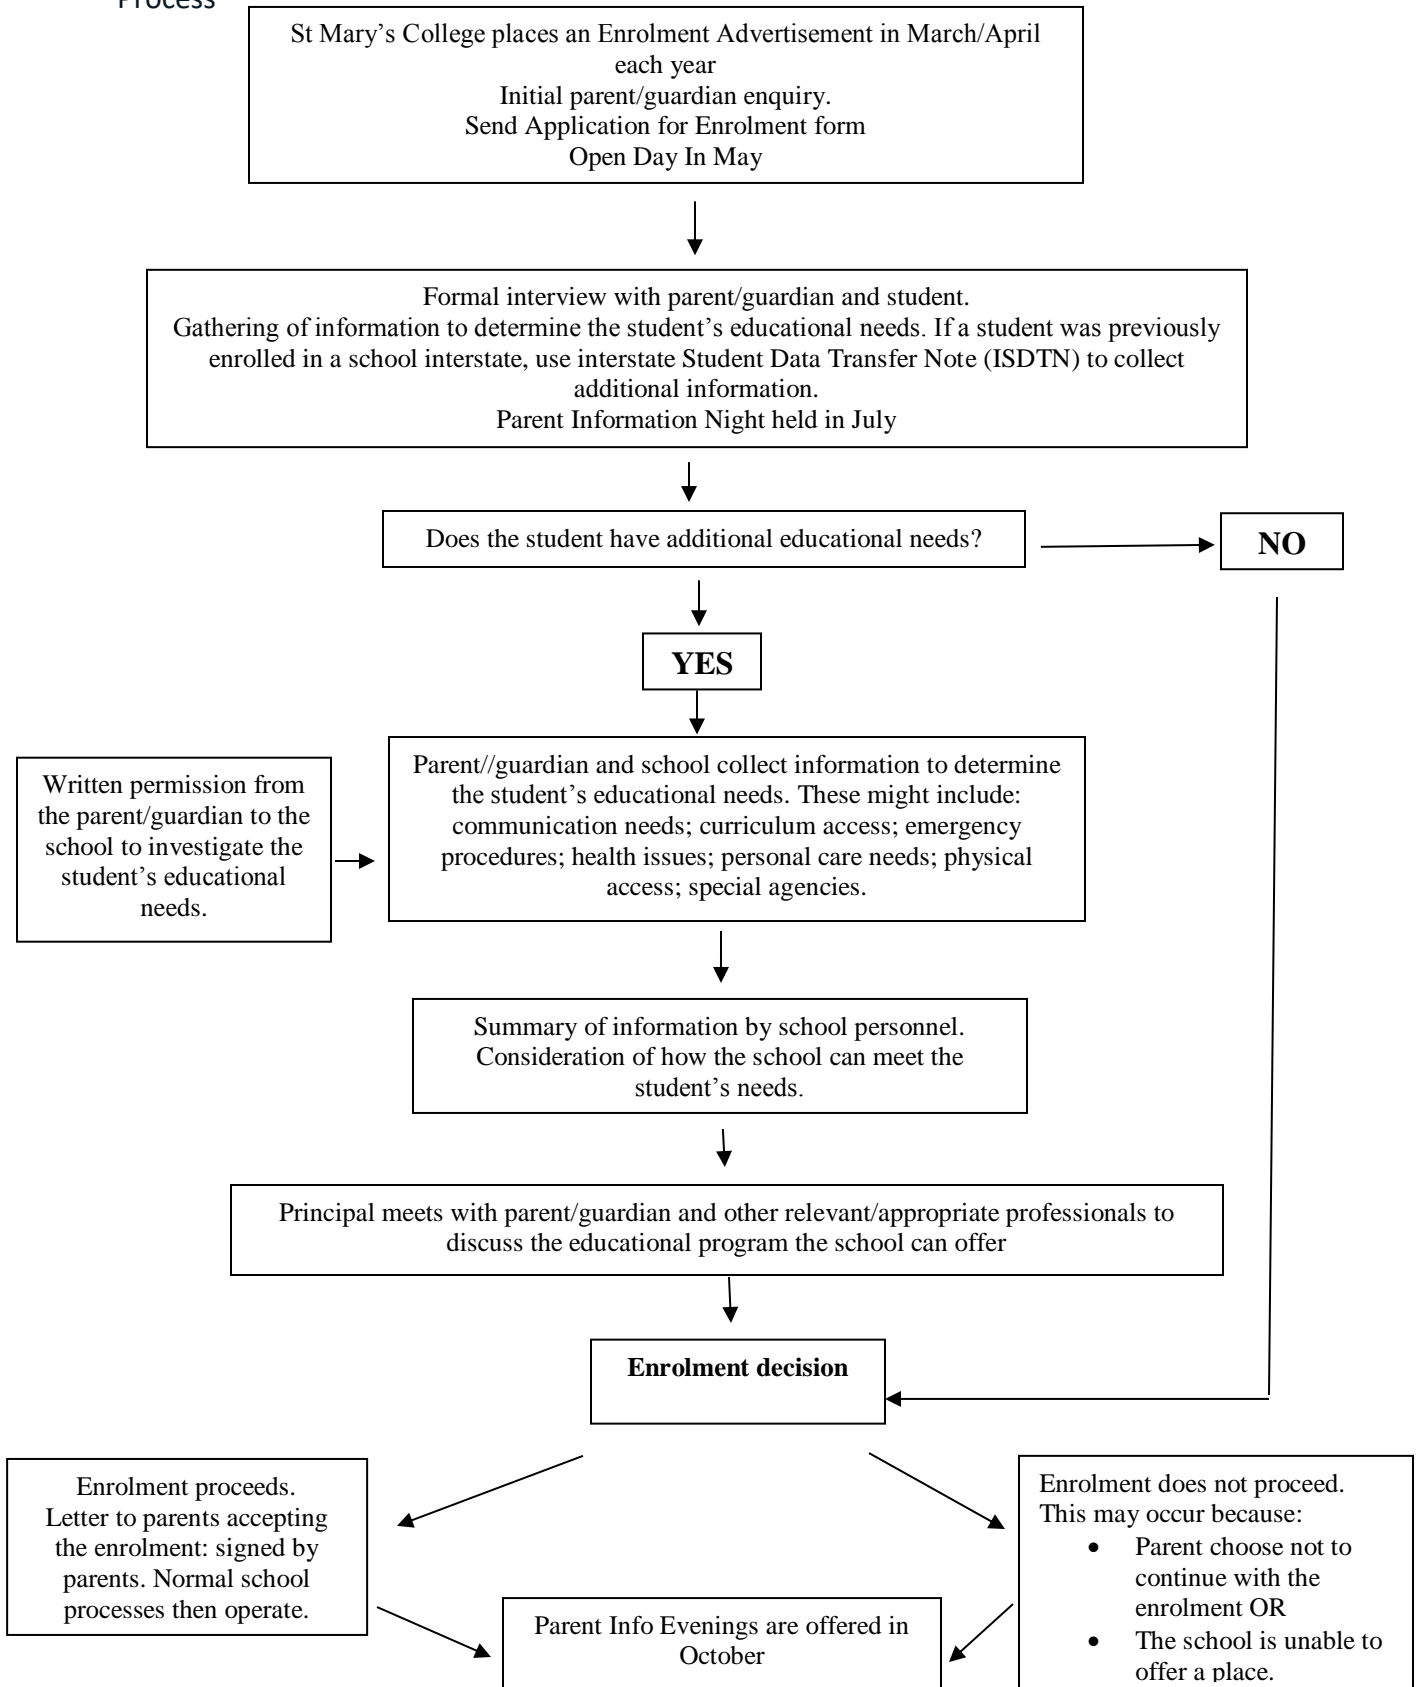 Process
St Mary’s College places an Enrolment Advertisement in March/April
each year
Initial parent/guardian enquiry.
Send Application for Enrolment form
Open Day In May
Formal interview with parent/guardian and student.
Gathering of information to determine the student’s educational needs. If a student was previously
enrolled in a school interstate, use interstate Student Data Transfer Note (ISDTN) to collect
additional information.
Parent Information Night held in July
Does the student have additional educational needs?
NO
YES
Written permission from
the parent/guardian to the
school to investigate the
student’s educational
needs.
Parent//guardian and school collect information to determine
the student’s educational needs. These might include:
communication needs; curriculum access; emergency
procedures; health issues; personal care needs; physical
access; special agencies.
Summary of information by school personnel.
Consideration of how the school can meet the
student’s needs.
Principal meets with parent/guardian and other relevant/appropriate professionals to
discuss the educational program the school can offer
Enrolment decision
Enrolment proceeds.
Letter to parents accepting
the enrolment: signed by
parents. Normal school
processes then operate.
Enrolment does not proceed.
This may occur because:
• Parent choose not to
continue with the
enrolment OR
• The school is unable to
offer a place.
Parent Info Evenings are offered in
October